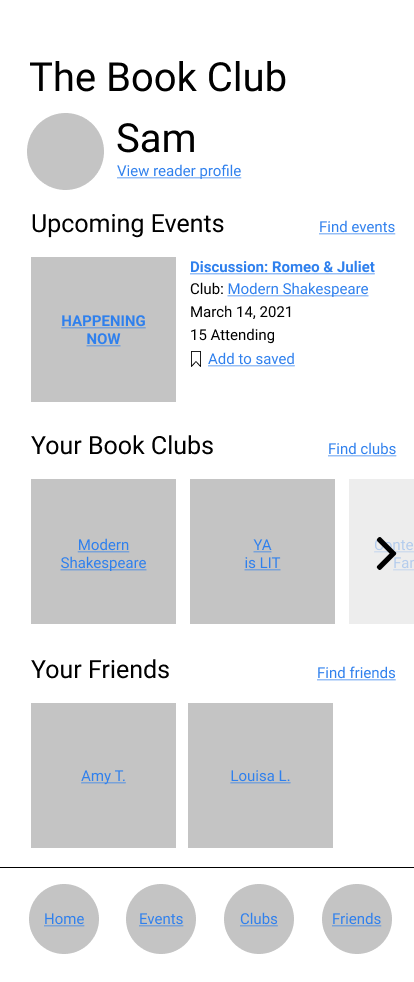 The Book Club
Sam
View reader profile
Upcoming Events
Find events
HAPPENING
NOW
Discussion: Romeo & Juliet
Club: Modern Shakespeare
March 14, 2021
15 Attending
Add to saved
Your Book Clubs
Find clubs
Modern
Shakespeare
YA
is LIT
Your Friends
Find friends
Amy T.
Louisa L.
Home
Events
Clubs
Friends